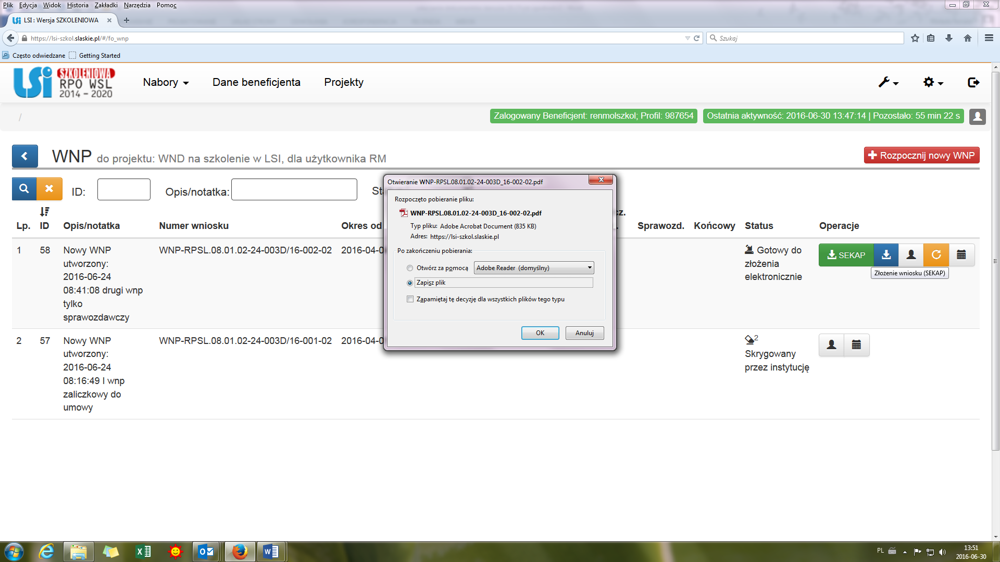 Plik Edycja Widok Historia Zakładki Narzędzia Pomoc
LSI : Wersja SZKOLENIOWA
https://lsi-szkol.slaskie.pl/#/fo_wnp
Szukaj
Często odwiedzane Getting Started
LSi SZKOLENIOWA
RPO WSL
2014 - 2020
Nabory Dane beneficjenta Projekty
/
Zalogowany Beneficjent: renmolszkol; Profil: 987654 Ostatnia aktywność: 2016-06-30 13:47:14 | Pozostało: 55 min 22 s
WNP do projektu: WND na szkolenie w LSI, dla użytkownika RM
Rozpocznij nowy WNP
ID: Opis/notatka: Sta
Lp. ID Opis/notatka Numer wniosku Okres od cz. Sprawozd. Końcowy Status Operacje
1 58 Nowy WNP WNP-RPSL.08.01.02-24-003D/16-002-02 2016-04-0 Gotowy do SEKAP
utworzony: złożenia
2016-06-24 elektronicznie
08:41:08 drugi wnp
tylko
sprawozdawczy
Złożenie wniosku (SEKAP)
2 57 Nowy WNP WNP-RPSL.08.01.02-24-003D/16-001-02 2016-04-0 2
utworzony: Skrygowany
2016-06-24 przez instytucję
08:16:49 I wnp
zaliczkowy do
umowy
Otwieranie WNP-RPSL.08.01.02-24-003D_16-002-02.pdf
Rozpoczęto pobieranie pliku:
WNP-RPSL.08.01.02-24-003D_16-002-02.pdf
Typ pliku: Adobe Acrobat Document (835 KB)
Adres: https://lsi-szkol.slaskie.pl
Po zakończeniu pobierania:
Otwórz za pomocą Adobe Reader (domyślny)
Zapisz plik
Zapamiętaj tę decyzję dla wszystkich plików tego typu
OK Anuluj
PL
13:51
2016-06-30